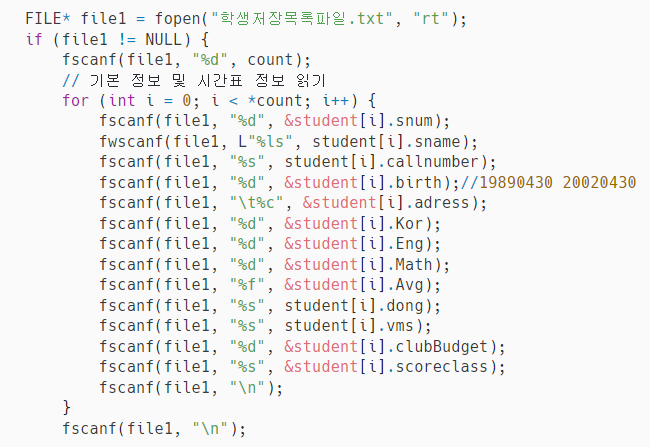 FILE* file1 = fopen("학생저장목록파일.txt", "rt");
if (file1 != NULL) {
fscanf(file1, "%d", count);
// 기본 정보 및 시간표 정보 읽기
for (int i = 0; i < *count; i++) {
fscanf(file1, "%d", &student[i].snum);
fwscanf(file1, L"%ls", student[i].sname);
fscanf(file1, "%s", student[i].callnumber);
fscanf(file1, "%d", &student[i].birth);//19890430 20020430
fscanf(file1, "\t%c", &student[i].adress);
fscanf(file1, "%d", &student[i].Kor);
fscanf(file1, "%d", &student[i].Eng);
fscanf(file1, "%d", &student[i].Math);
fscanf(file1, "%f", &student[i].Avg);
fscanf(file1, "%s", student[i].dong);
fscanf(file1, "%s", student[i].vms);
fscanf(file1, "%d", &student[i].clubBudget);
fscanf(file1, "%s", &student[i].scoreclass);
fscanf(file1, "\n");
}
fscanf(file1, "\n");